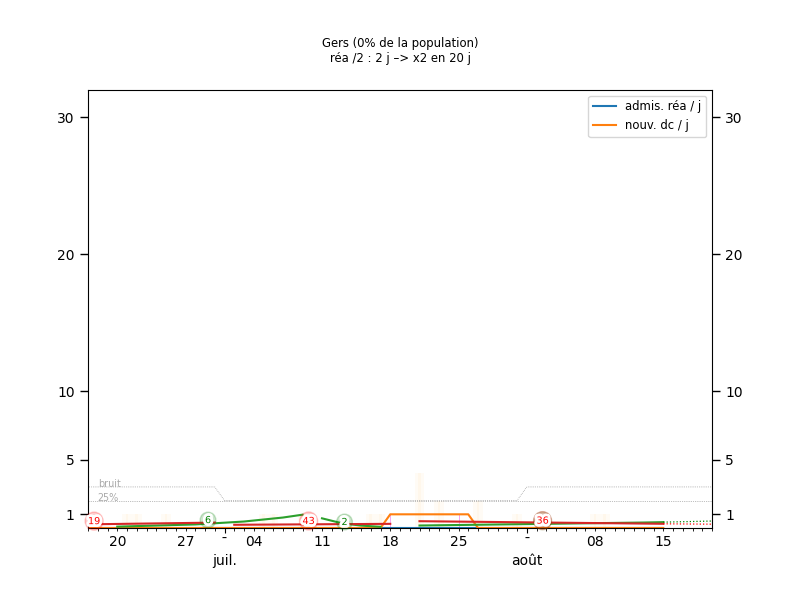 Gers (0% de la population)
réa /2 : 2 j –> x2 en 20 j
admis. réa / j
nouv. dc / j
30 30
20 20
10 10
5 5
bruit
25%
1 1
19 6 43 2 36
20 27 - 04 11 18 25 - 08 15
juil. août